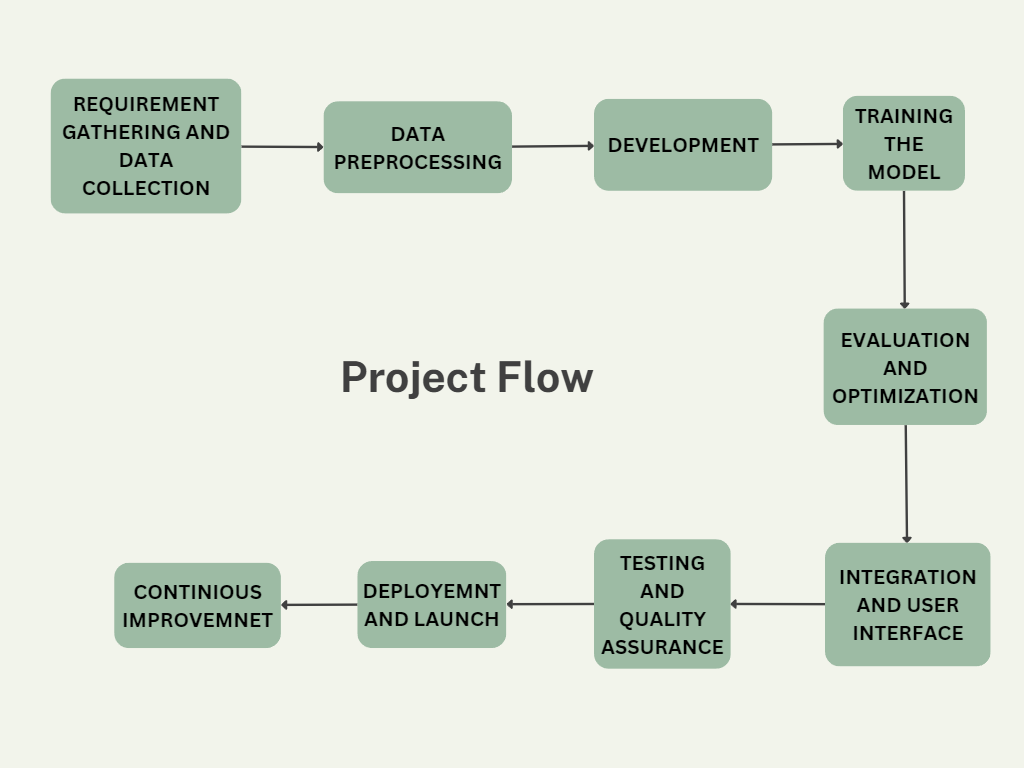 REQUIREMENT
GATHERING AND
DATA
COLLECTION
DATA
PREPROCESSING
DEVELOPMENT
TRAINING
THE
MODEL
EVALUATION
AND
OPTIMIZATION
Project Flow
INTEGRATION
AND USER
INTERFACE
TESTING
AND
QUALITY
ASSURANCE
DEPLOYEMNT
AND LAUNCH
CONTINIOUS
IMPROVEMNET